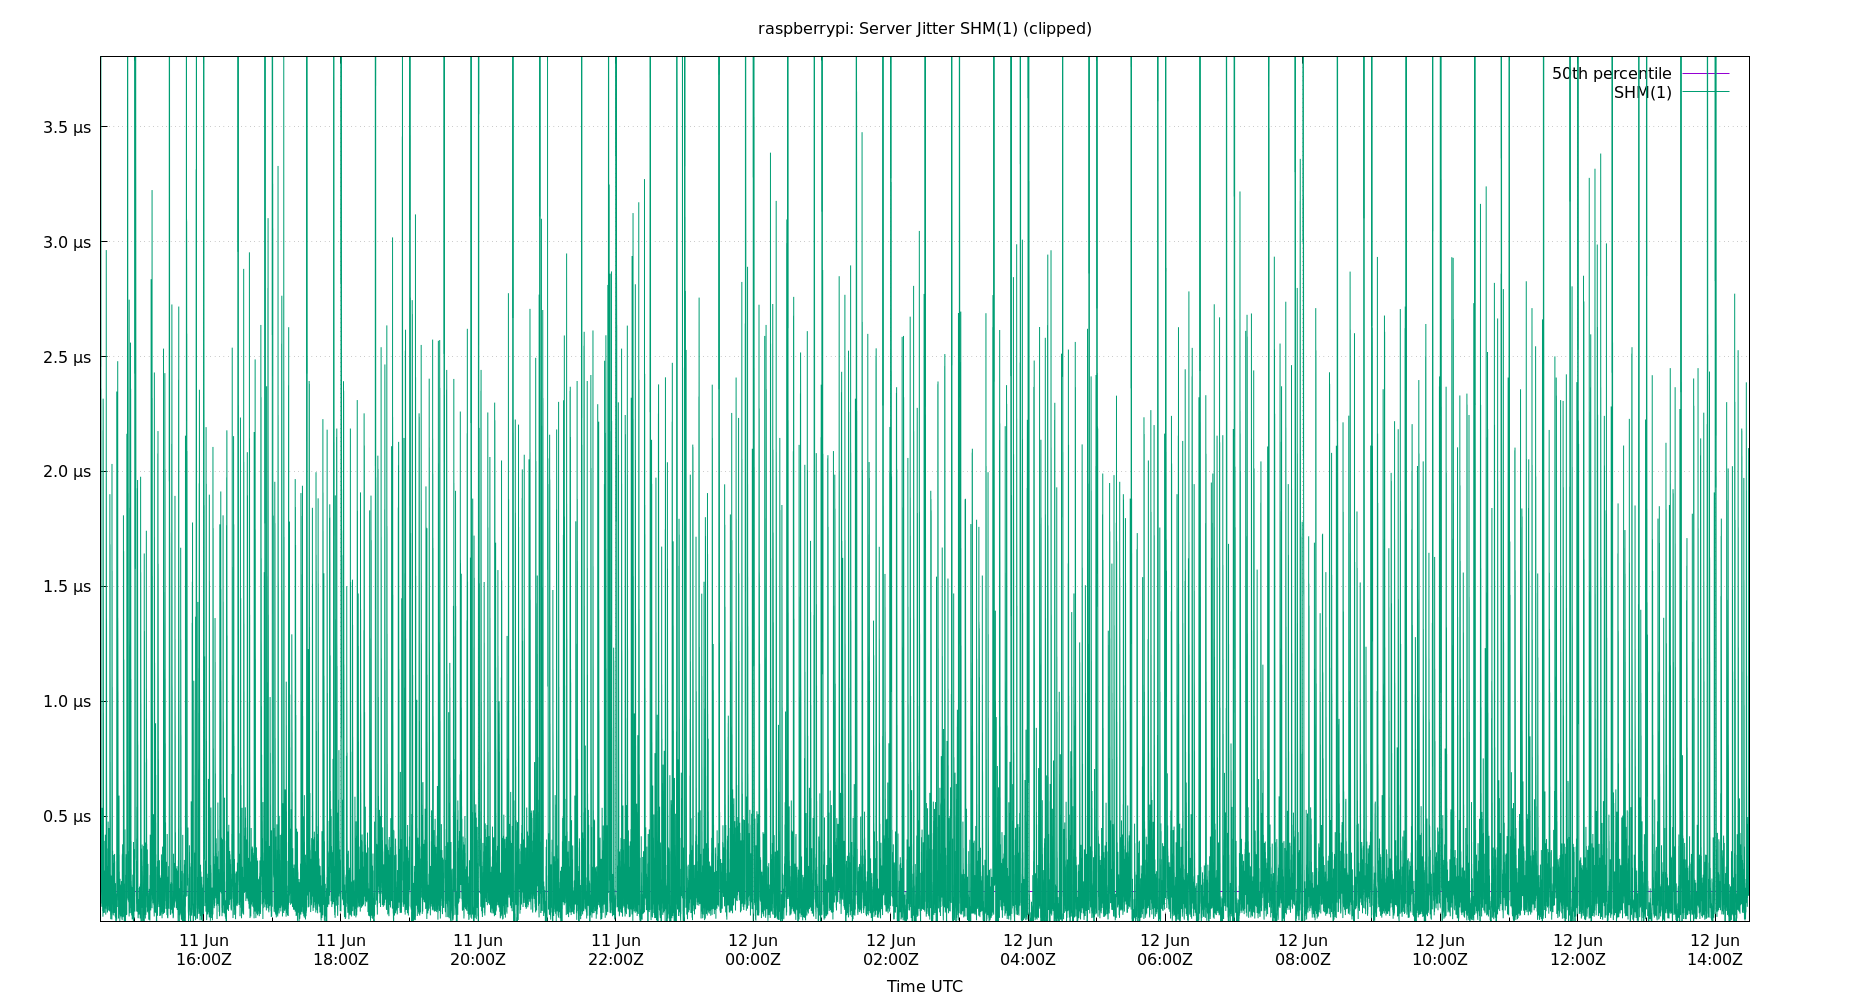 raspberrypi: Server Jitter SHM(1) (clipped)
50th percentile
SHM(1)
3.5 µs
3.0 µs
2.5 µs
2.0 µs
1.5 µs
1.0 µs
0.5 µs
11 Jun 11 Jun 11 Jun 11 Jun 12 Jun 12 Jun 12 Jun 12 Jun 12 Jun 12 Jun 12 Jun 12 Jun
16:00Z 18:00Z 20:00Z 22:00Z 00:00Z 02:00Z 04:00Z 06:00Z 08:00Z 10:00Z 12:00Z 14:00Z
Time UTC